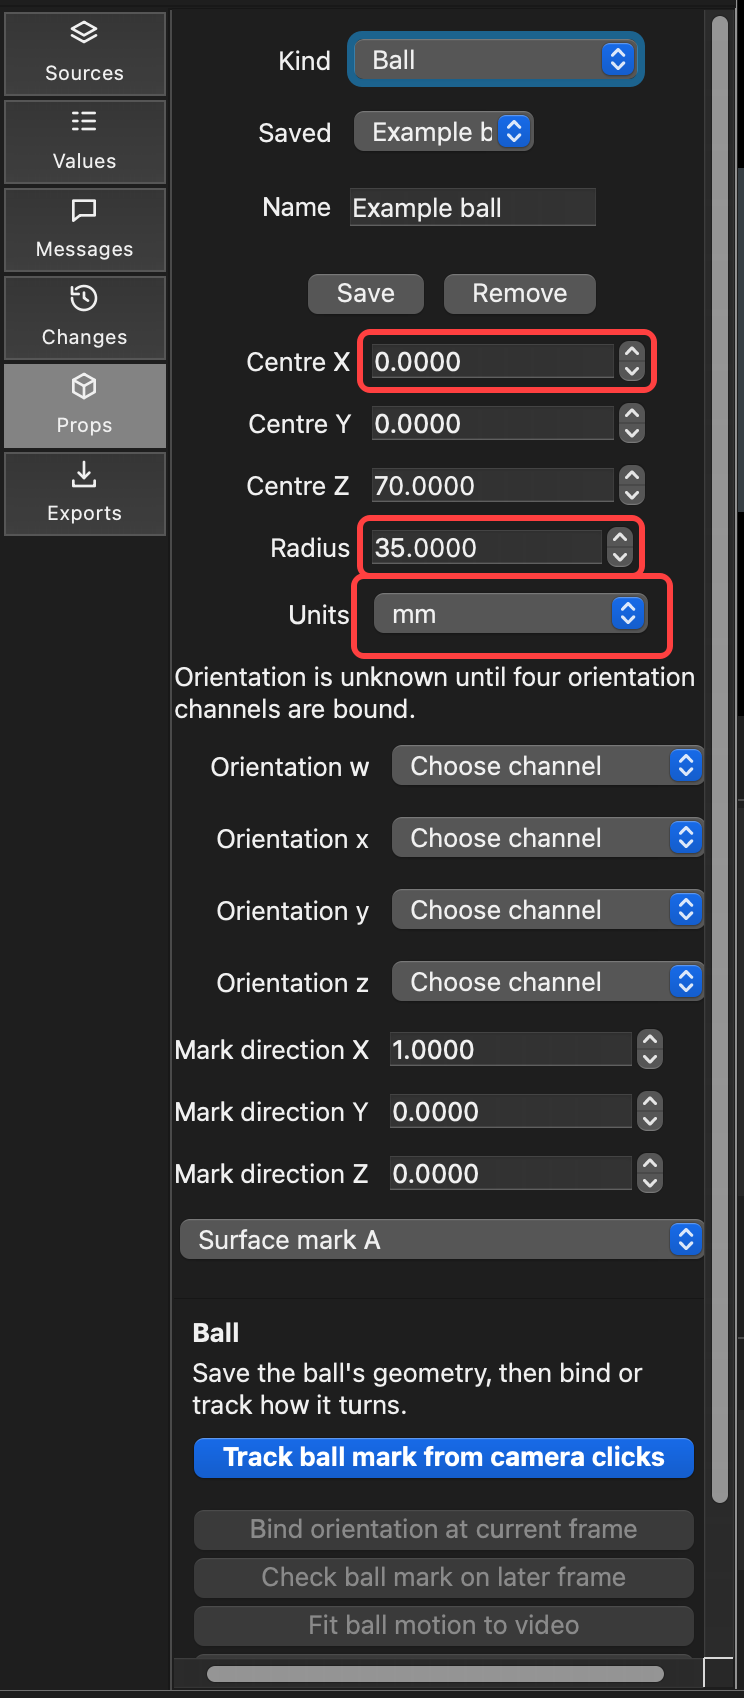 Sources
Values
Messages
Changes
Props
Exports
Kind Ball
Saved Example b
Name Example ball
Save Remove
Centre X 0.0000
Centre Y 0.0000
Centre Z 70.0000
Radius 35.0000
Units mm
Orientation is unknown until four orientation
channels are bound.
Orientation w Choose channel
Orientation x Choose channel
Orientation y Choose channel
Orientation z Choose channel
Mark direction X 1.0000
Mark direction Y 0.0000
Mark direction Z 0.0000
Surface mark A
Ball
Save the ball's geometry, then bind or
track how it turns.
Track ball mark from camera clicks
Bind orientation at current frame
Check ball mark on later frame
Fit ball motion to video